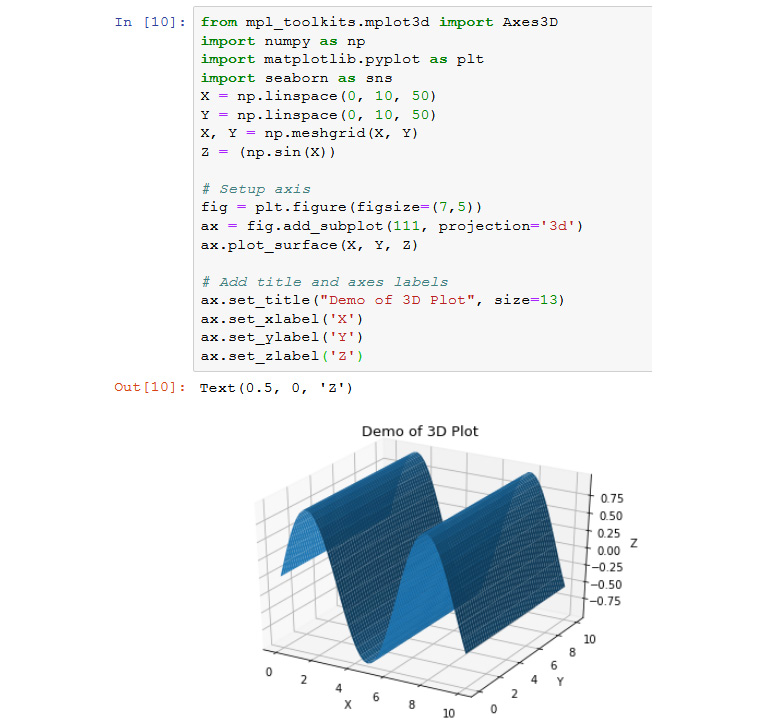 In [10]: from mpl_toolkits.mplot3d import Axes3D
import numpy as np
import matplotlib.pyplot as plt
import seaborn as sns
X = np.linspace(0, 10, 50)
Y = np.linspace(0, 10, 50)
X, Y = np.meshgrid(X, Y)
Z = (np.sin(X))
# Setup axis
fig = plt.figure(figsize=(7,5))
ax = fig.add_subplot(111, projection='3d')
ax.plot_surface(X, Y, Z)
# Add title and axes labels
ax.set_title("Demo of 3D Plot", size=13)
ax.set_xlabel('X')
ax.set_ylabel('Y')
ax.set_zlabel('Z')
Out[10]: Text(0.5, 0, 'Z')
Demo of 3D Plot
0.75
0.50
0.25
0.00
−0.25
−0.50
−0.75
Z
0
2
4
6
8
10
X
0
2
4
6
8
10
Y